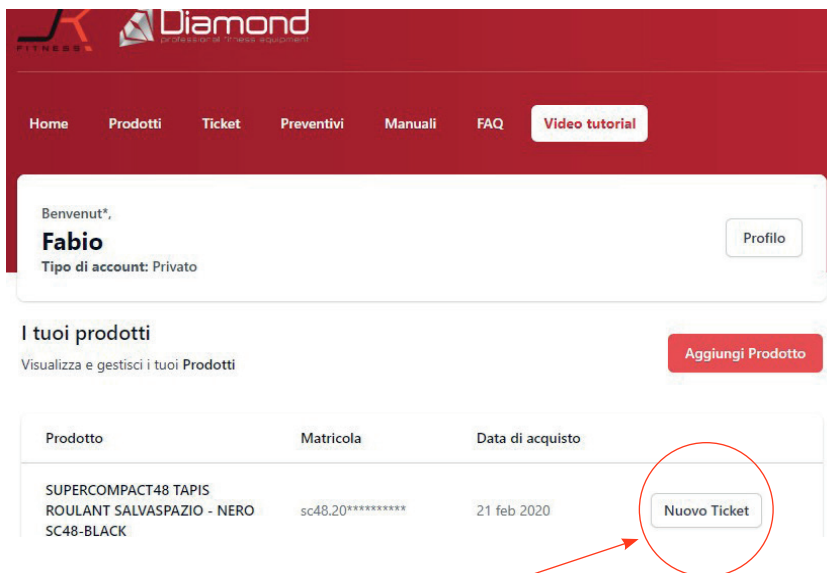 JK
FITNESS
Diamond
professional fitness equipment
Home Prodotti Ticket Preventivi Manuali FAQ Video tutorial
Benvenut*,
Fabio
Tipo di account: Privato
Profilo
I tuoi prodotti
Visualizza e gestisci i tuoi Prodotti
Aggiungi Prodotto
Prodotto Matricola Data di acquisto
SUPERCOMPACT48 TAPIS
ROULANT SALVASPAZIO - NERO
SC48-BLACK
sc48.20********** 21 feb 2020 Nuovo Ticket